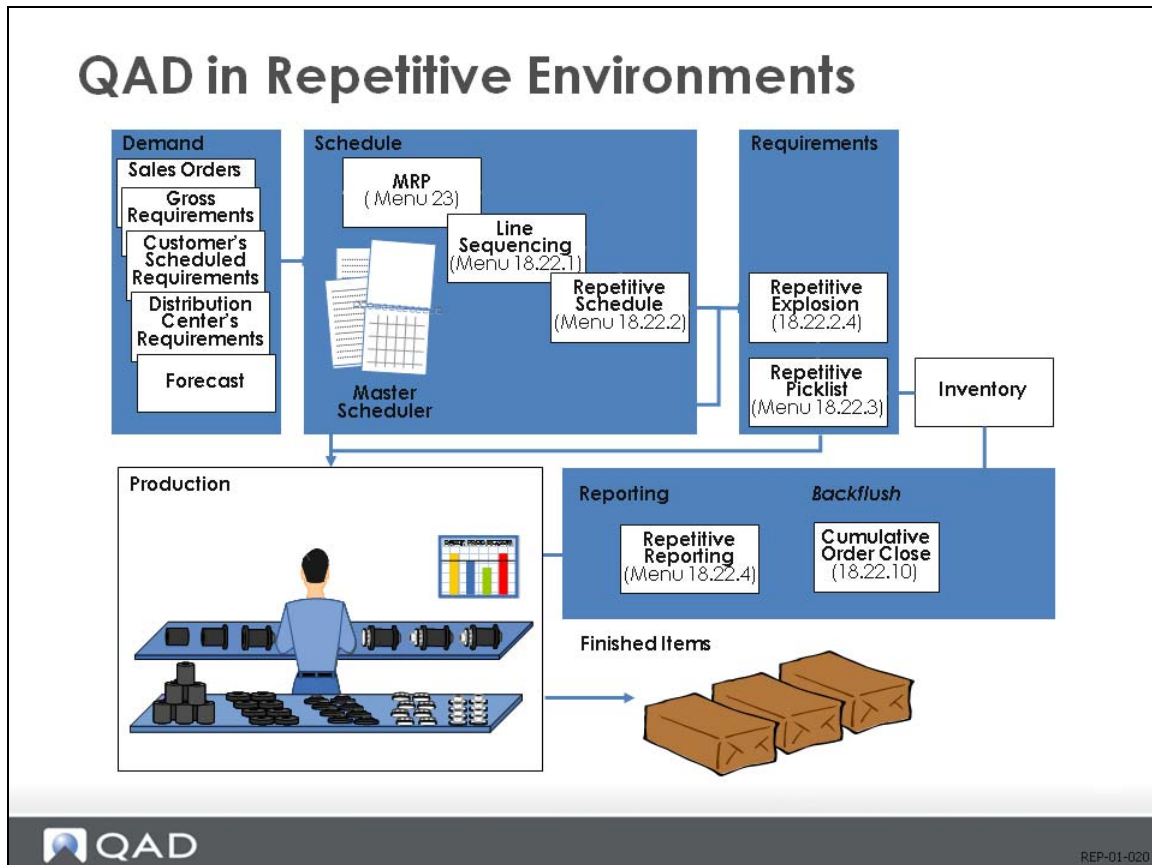 QAD in Repetitive Environments
Demand
Sales Orders
Gross
Requirements
Customer's
Scheduled
Requirements
Distribution
Center's
Requirements
Forecast
Schedule
MRP
( Menu 23)
Line
Sequencing
(Menu 18.22.1)
Repetitive
Schedule
(Menu 18.22.2)
Master
Scheduler
Requirements
Repetitive
Explosion
(18.22.2.4)
Repetitive
Picklist
(Menu 18.22.3)
Inventory
Production
Reporting
Repetitive
Reporting
(Menu 18.22.4)
Backflush
Cumulative
Order Close
(18.22.10)
Finished Items
QAD
REP-01-020